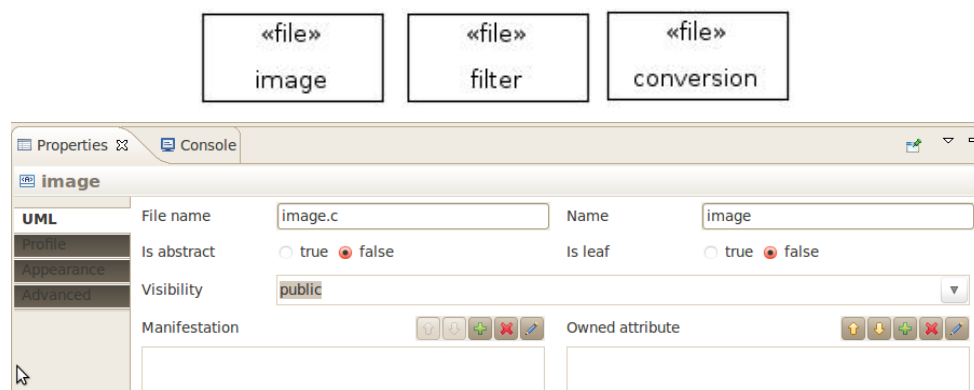 «file» «file» «file»
image filter conversion
Properties Console
image
UML File name image.c Name image
Profile
Is abstract true false Is leaf true false
Appearance
Advanced Visibility public
Manifestation Owned attribute